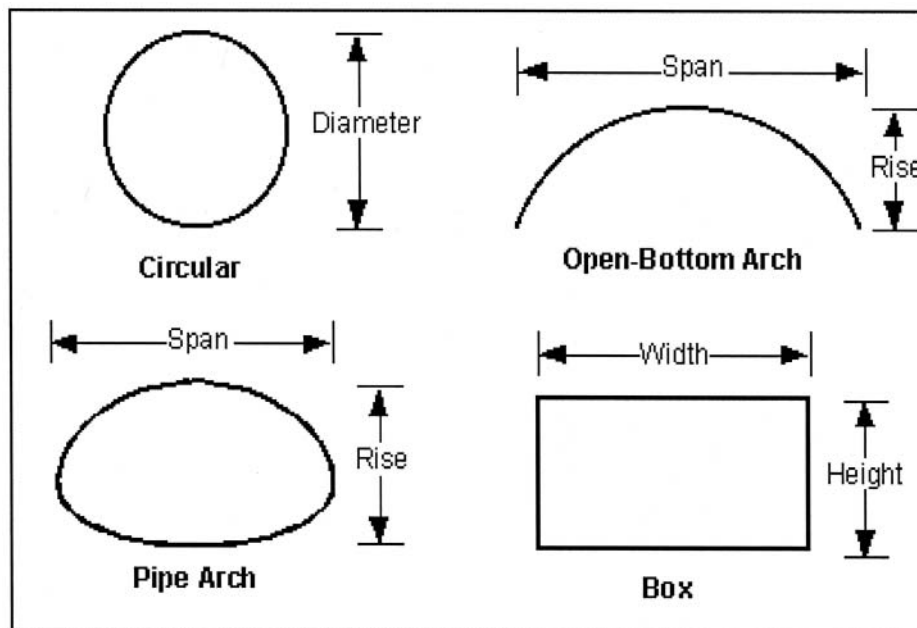 Diameter
Circular
Span
Rise
Open-Bottom Arch
Span
Rise
Pipe Arch
Width
Height
Box